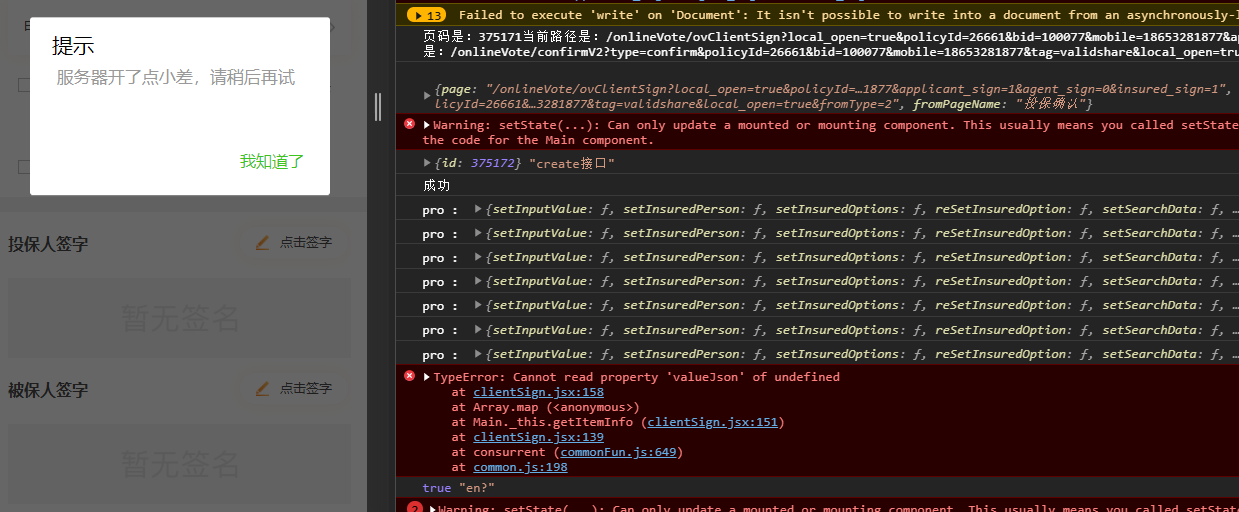 提示
服务器开了点小差，请稍后再试
我知道了
投保人签字
点击签字
暂无签名
被保人签字
点击签字
暂无签名
13 Failed to execute 'write' on 'Document': It isn't possible to write into a document from an asynchronously-l
页码是：375171当前路径是：/onlineVote/ovClientSign?local_open=true&policyId=26661&bid=100077&mobile=18653281877&ap
是：/onlineVote/confirmV2?type=confirm&policyId=26661&bid=100077&mobile=18653281877&tag=validshare&local_open=true
{page: "/onlineVote/ovClientSign?local_open=true&policyId=…1877&applicant_sign=1&agent_sign=0&insured_sign=1",
licyId=26661&…3281877&tag=validshare&local_open=true&fromType=2", fromPageName: "投保确认"}
Warning: setState(...): Can only update a mounted or mounting component. This usually means you called setState
the code for the Main component.
{id: 375172} "create接口"
成功
pro : {setInputValue: ƒ, setInsuredPerson: ƒ, setInsuredOptions: ƒ, reSetInsuredOption: ƒ, setSearchData: ƒ, …
pro : {setInputValue: ƒ, setInsuredPerson: ƒ, setInsuredOptions: ƒ, reSetInsuredOption: ƒ, setSearchData: ƒ, …
pro : {setInputValue: ƒ, setInsuredPerson: ƒ, setInsuredOptions: ƒ, reSetInsuredOption: ƒ, setSearchData: ƒ, …
pro : {setInputValue: ƒ, setInsuredPerson: ƒ, setInsuredOptions: ƒ, reSetInsuredOption: ƒ, setSearchData: ƒ, …
pro : {setInputValue: ƒ, setInsuredPerson: ƒ, setInsuredOptions: ƒ, reSetInsuredOption: ƒ, setSearchData: ƒ, …
pro : {setInputValue: ƒ, setInsuredPerson: ƒ, setInsuredOptions: ƒ, reSetInsuredOption: ƒ, setSearchData: ƒ, …
pro : {setInputValue: ƒ, setInsuredPerson: ƒ, setInsuredOptions: ƒ, reSetInsuredOption: ƒ, setSearchData: ƒ, …
TypeError: Cannot read property 'valueJson' of undefined
at clientSign.jsx:158
at Array.map (<anonymous>)
at Main._this.getItemInfo (clientSign.jsx:151)
at clientSign.jsx:139
at consurrent (commonFun.js:649)
at common.js:198
true "en?"
2 Warning: setState(...): Can only update a mounted or mounting component. This usually means you called setSta